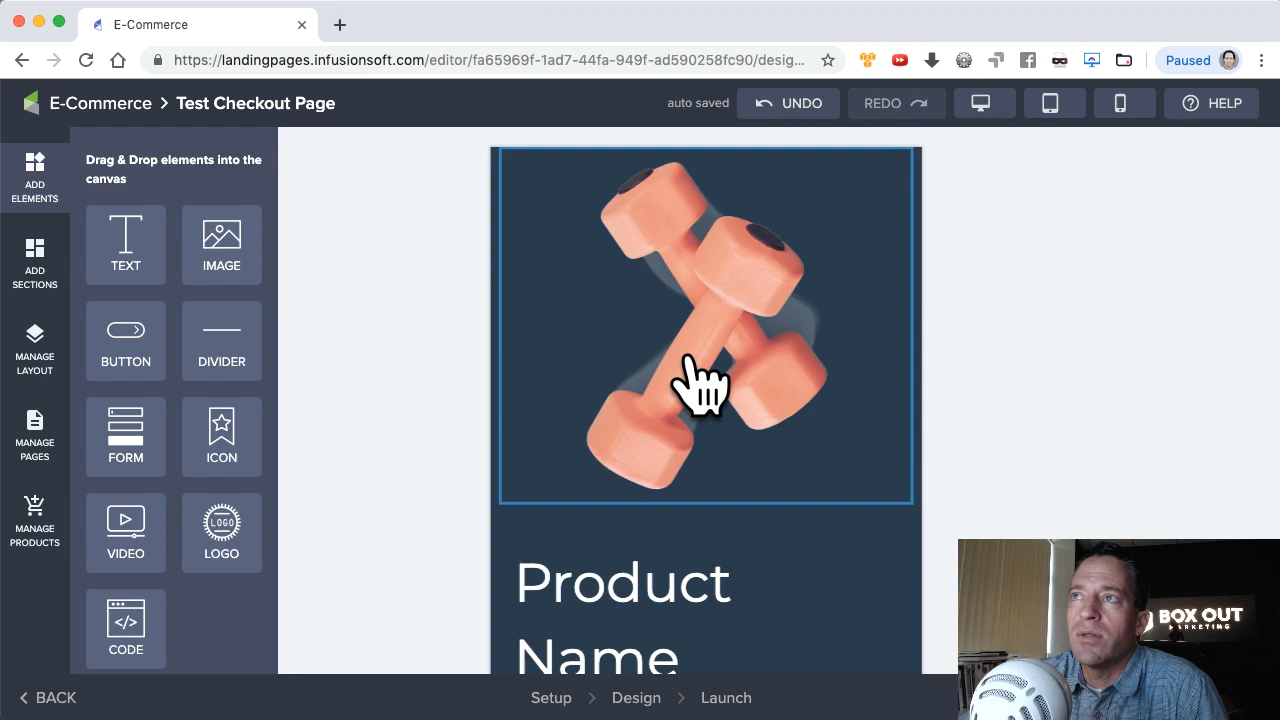 E-Commerce
https://landingpages.infusionsoft.com/editor/fa65969f-1ad7-44fa-949f-ad590258fc90/desig...
Paused
E-Commerce > Test Checkout Page
auto saved
UNDO
REDO
HELP
ADD
ELEMENTS
ADD
SECTIONS
MANAGE
LAYOUT
MANAGE
PAGES
MANAGE
PRODUCTS
Drag & Drop elements into the
canvas
TEXT
IMAGE
BUTTON
DIVIDER
FORM
ICON
VIDEO
LOGO
LOGO
CODE
Product
Name
BOX OUT
MARKETING
BACK
Setup > Design > Launch